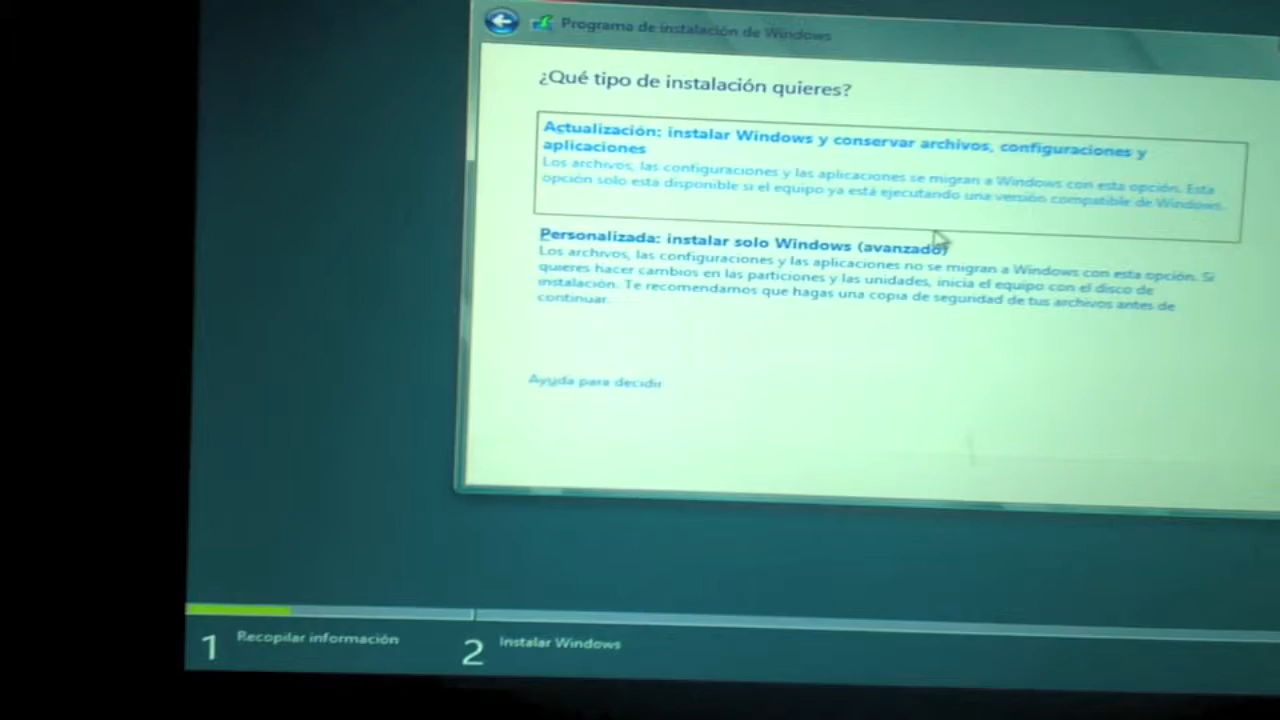 Programa de instalación de Windows
¿Qué tipo de instalación quieres?
Actualización: instalar Windows y conservar archivos, configuraciones y
aplicaciones
Los archivos, las configuraciones y las aplicaciones se migran a Windows con esta opción. Esta
opción solo está disponible si el equipo ya está ejecutando una versión compatible de Windows.
Personalizada: instalar solo Windows (avanzado)
Los archivos, las configuraciones y las aplicaciones no se migran a Windows con esta opción. Si
quieres hacer cambios en las particiones y las unidades, inicia el equipo con el disco de
instalación. Te recomendamos que hagas una copia de seguridad de tus archivos antes de
continuar.
Ayuda para decidir
1 Recopilar información
2 Instalar Windows